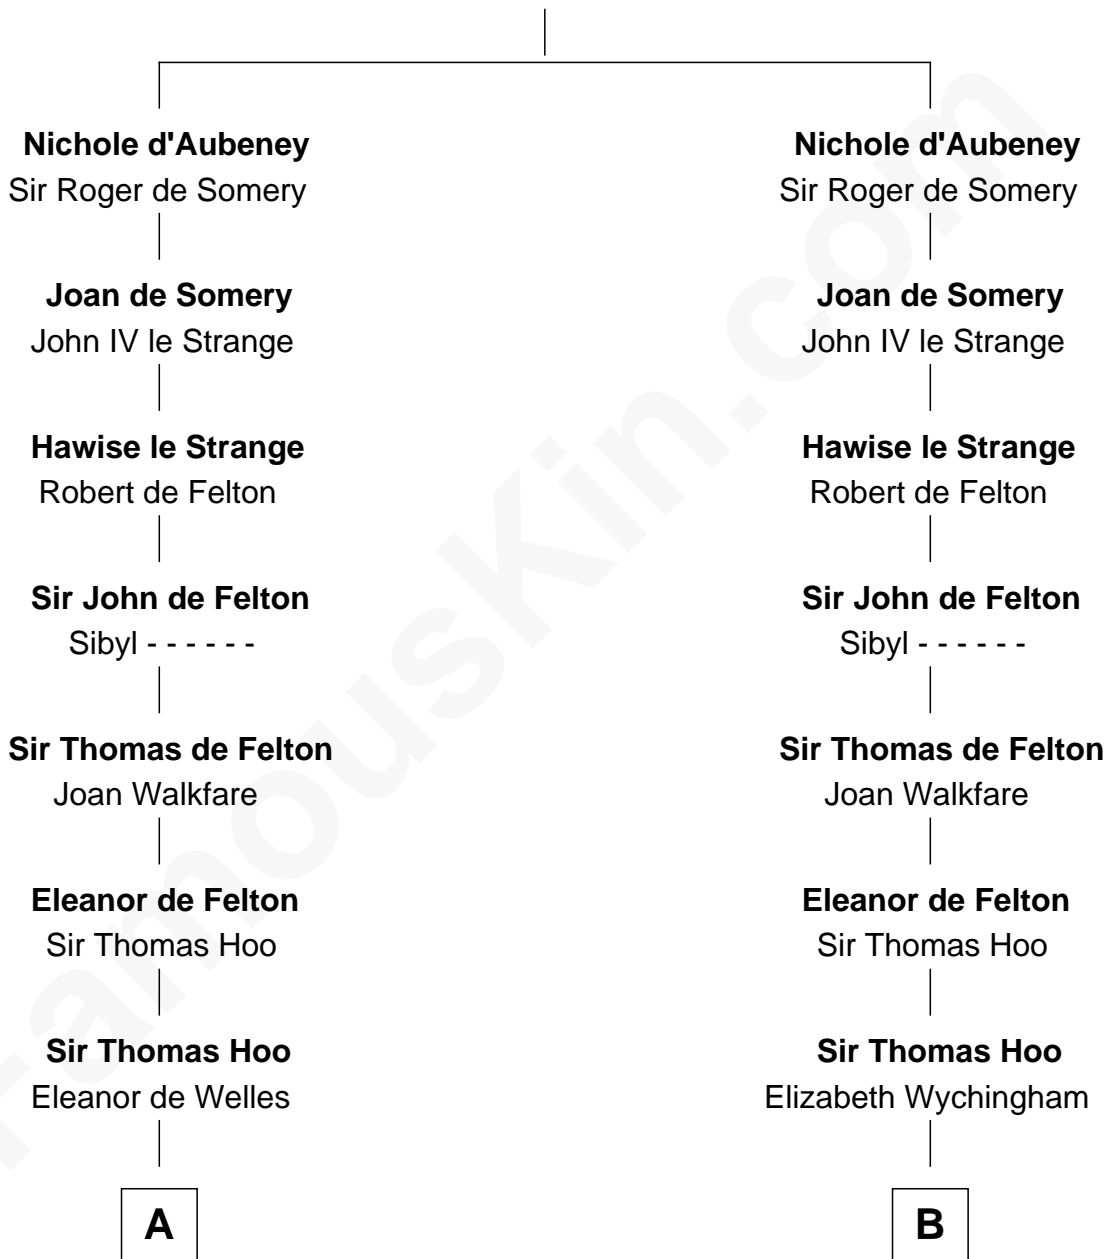 Nichole d'Aubeney
Sir Roger de Somery
Joan de Somery
John IV le Strange
Hawise le Strange
Robert de Felton
Sir John de Felton
Sibyl - - - - - -
Sir Thomas de Felton
Joan Walkfare
Eleanor de Felton
Sir Thomas Hoo
Sir Thomas Hoo
Eleanor de Welles
A
Nichole d'Aubeney
Sir Roger de Somery
Joan de Somery
John IV le Strange
Hawise le Strange
Robert de Felton
Sir John de Felton
Sibyl - - - - - -
Sir Thomas de Felton
Joan Walkfare
Eleanor de Felton
Sir Thomas Hoo
Sir Thomas Hoo
Elizabeth Wychingham
B
FamousKin.com